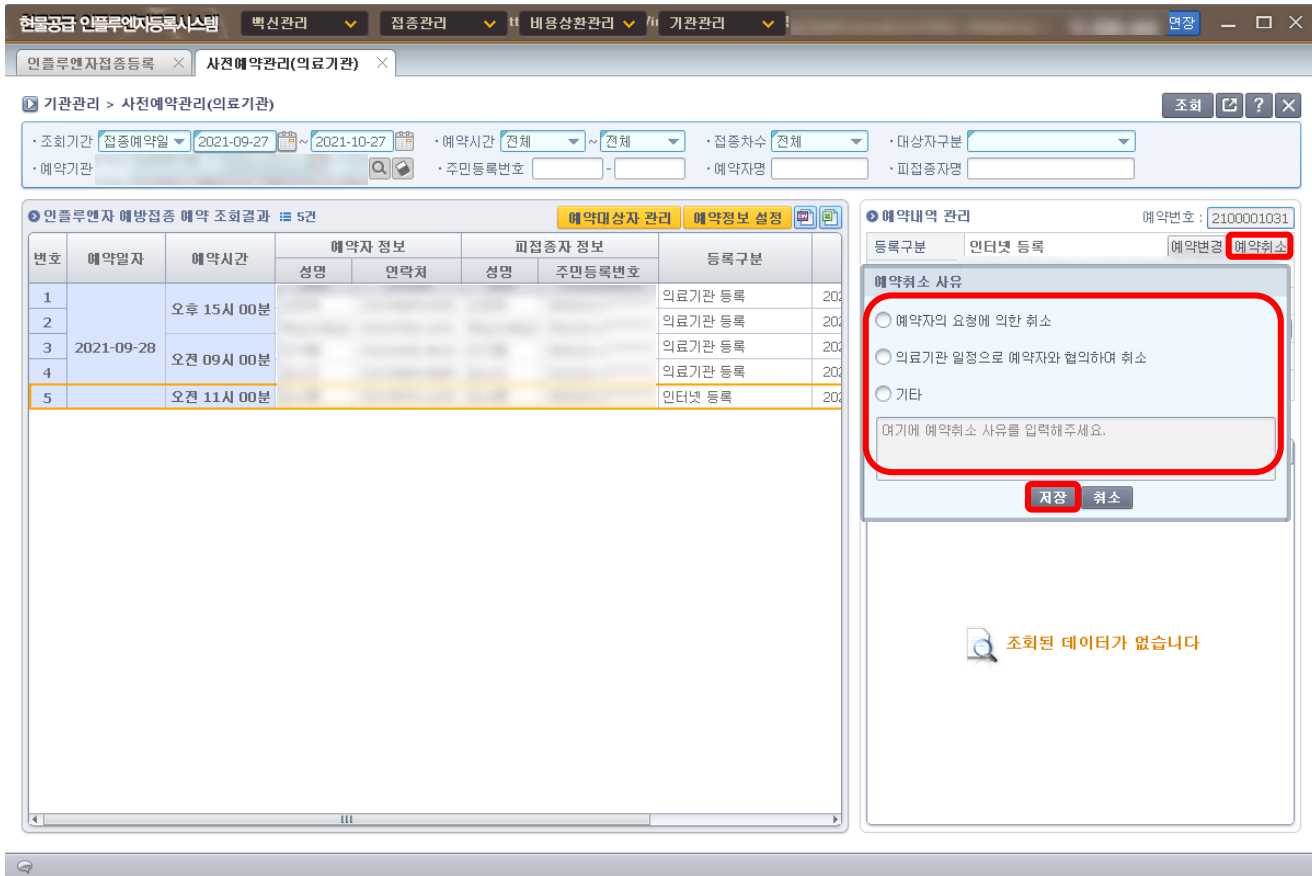 현물공급 인플루엔자등록시스템 백신관리 접종관리 비용상환관리 기관관리 연장
인플루엔자접종등록 사전예약관리(의료기관)
기관관리 > 사전예약관리(의료기관) 조회 ?
· 조회기간 접종예약일 2021-09-27 ~ 2021-10-27 · 예약시간 전체 ~ 전체 · 접종차수 전체 · 대상자구분
· 예약기관 · 주민등록번호 - · 예약자명 · 피접종자명
인플루엔자 예방접종 예약 조회결과 5건 예약대상자 관리 예약정보 설정
번호 예약일자 예약시간 예약자 정보 피접종자 정보 등록구분
성명 연락처 성명 주민등록번호
1 오후 15시 00분 의료기관 등록 202
2 의료기관 등록 202
3 2021-09-28 오전 09시 00분 의료기관 등록 202
4 의료기관 등록 202
5 오전 11시 00분 인터넷 등록 202
예약내역 관리 예약번호 : 2100001031
등록구분 인터넷 등록 예약변경 예약취소
예약취소 사유
예약자의 요청에 의한 취소
의료기관 일정으로 예약자와 협의하여 취소
기타
여기에 예약취소 사유를 입력해주세요.
저장 취소
조회된 데이터가 없습니다